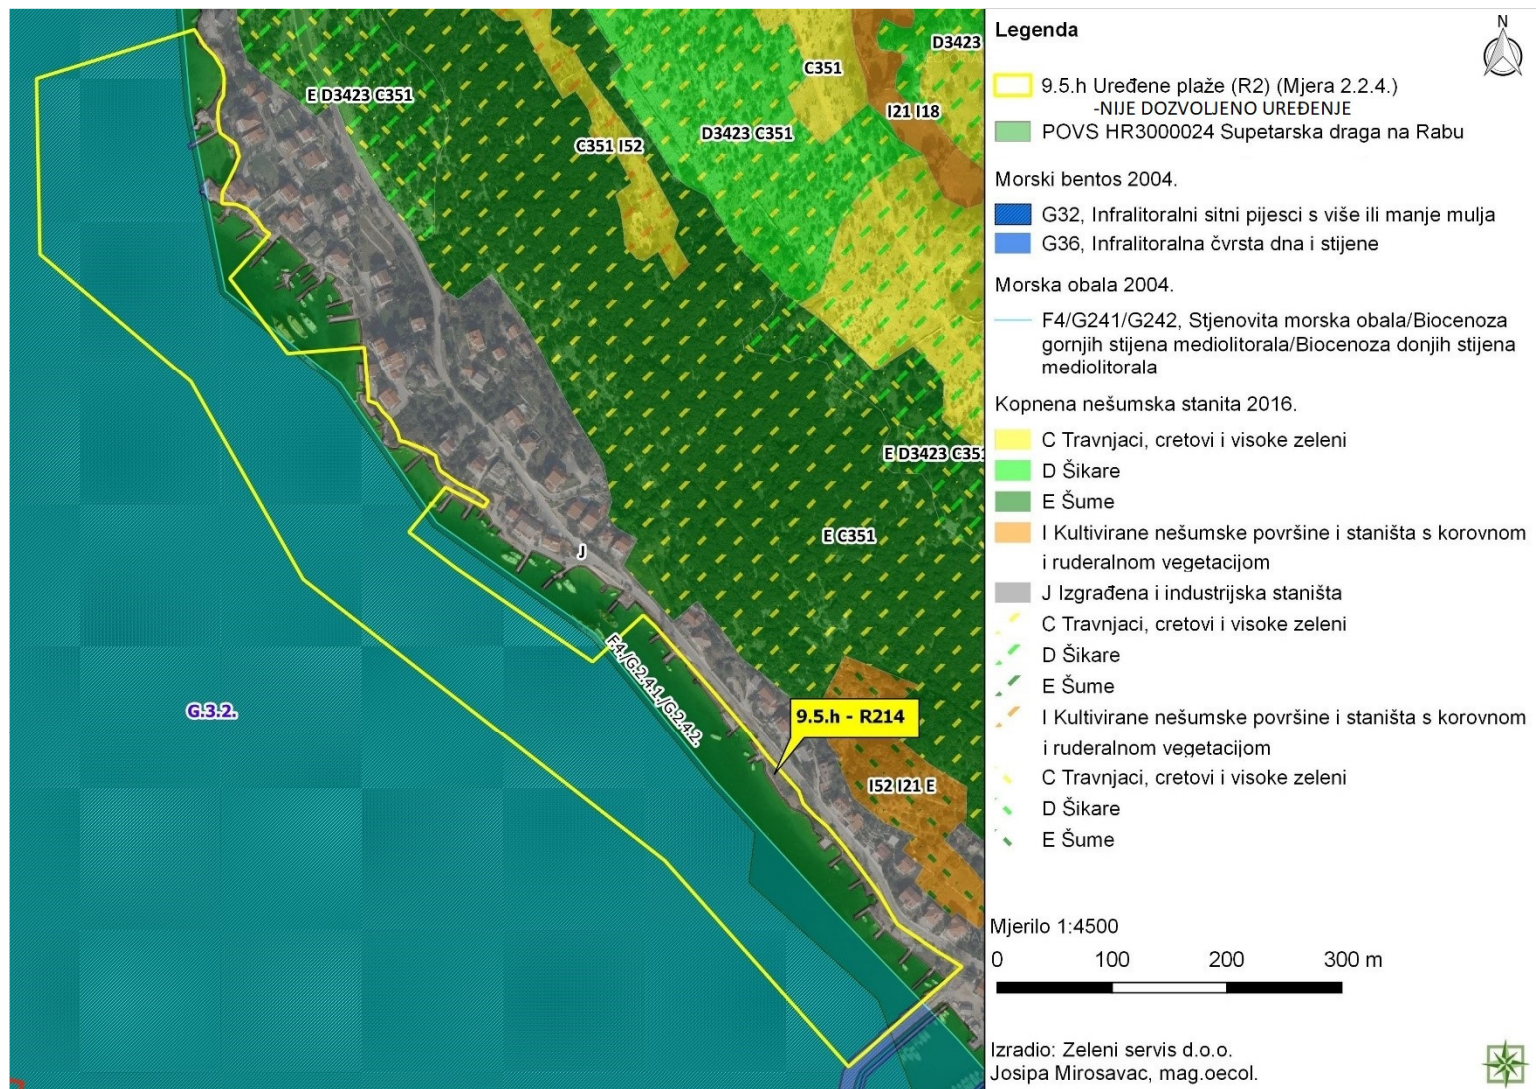 E D3423 C351
C351 I52
D3423 C351
C351
I21 I18
D3423
E D3423 C351
E C351
J
F.4./G.2.4.1./G.2.4.2.
G.3.2.
9.5.h - R214
I52 I21 E
Legenda
N
9.5.h Uređene plaže (R2) (Mjera 2.2.4.)
-NIJE DOZVOLJENO UREĐENJE
POVS HR3000024 Supetarska draga na Rabu
Morski bentos 2004.
G32, Infralitoralni sitni pijesci s više ili manje mulja
G36, Infralitoralna čvrsta dna i stijene
Morska obala 2004.
F4/G241/G242, Stjenovita morska obala/Biocenoza
gornjih stijena mediolitorala/Biocenoza donjih stijena
mediolitorala
Kopnena nešumska stanita 2016.
C Travnjaci, cretovi i visoke zeleni
D Šikare
E Šume
I Kultivirane nešumske površine i staništa s korovnom
i ruderalnom vegetacijom
J Izgrađena i industrijska staništa
C Travnjaci, cretovi i visoke zeleni
D Šikare
E Šume
I Kultivirane nešumske površine i staništa s korovnom
i ruderalnom vegetacijom
C Travnjaci, cretovi i visoke zeleni
D Šikare
E Šume
Mjerilo 1:4500
0 100 200 300 m
Izradio: Zeleni servis d.o.o.
Josipa Mirosavac, mag.oecol.